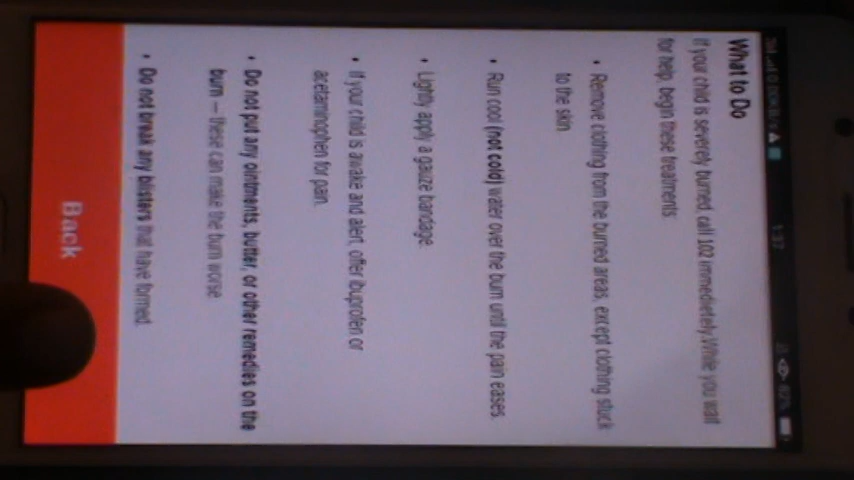 1:37
What to Do
If your child is severely burned, call 102 immedietely.While you wait
for help, begin these treatments:
• Remove clothing from the burned areas, except clothing stuck
to the skin.
• Run cool (not cold) water over the burn until the pain eases.
• Lightly apply a gauze bandage.
• If your child is awake and alert, offer ibuprofen or
acetaminophen for pain.
• Do not put any ointments, butter, or other remedies on the
burn — these can make the burn worse.
• Do not break any blisters that have formed.
Back